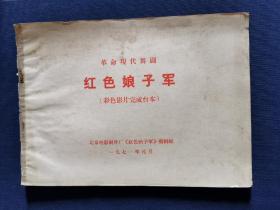 革命现代舞剧
红色娘子军
(彩色影片完成台本)
北京电影制片厂《红色娘子军》摄制组
一九七一年元月